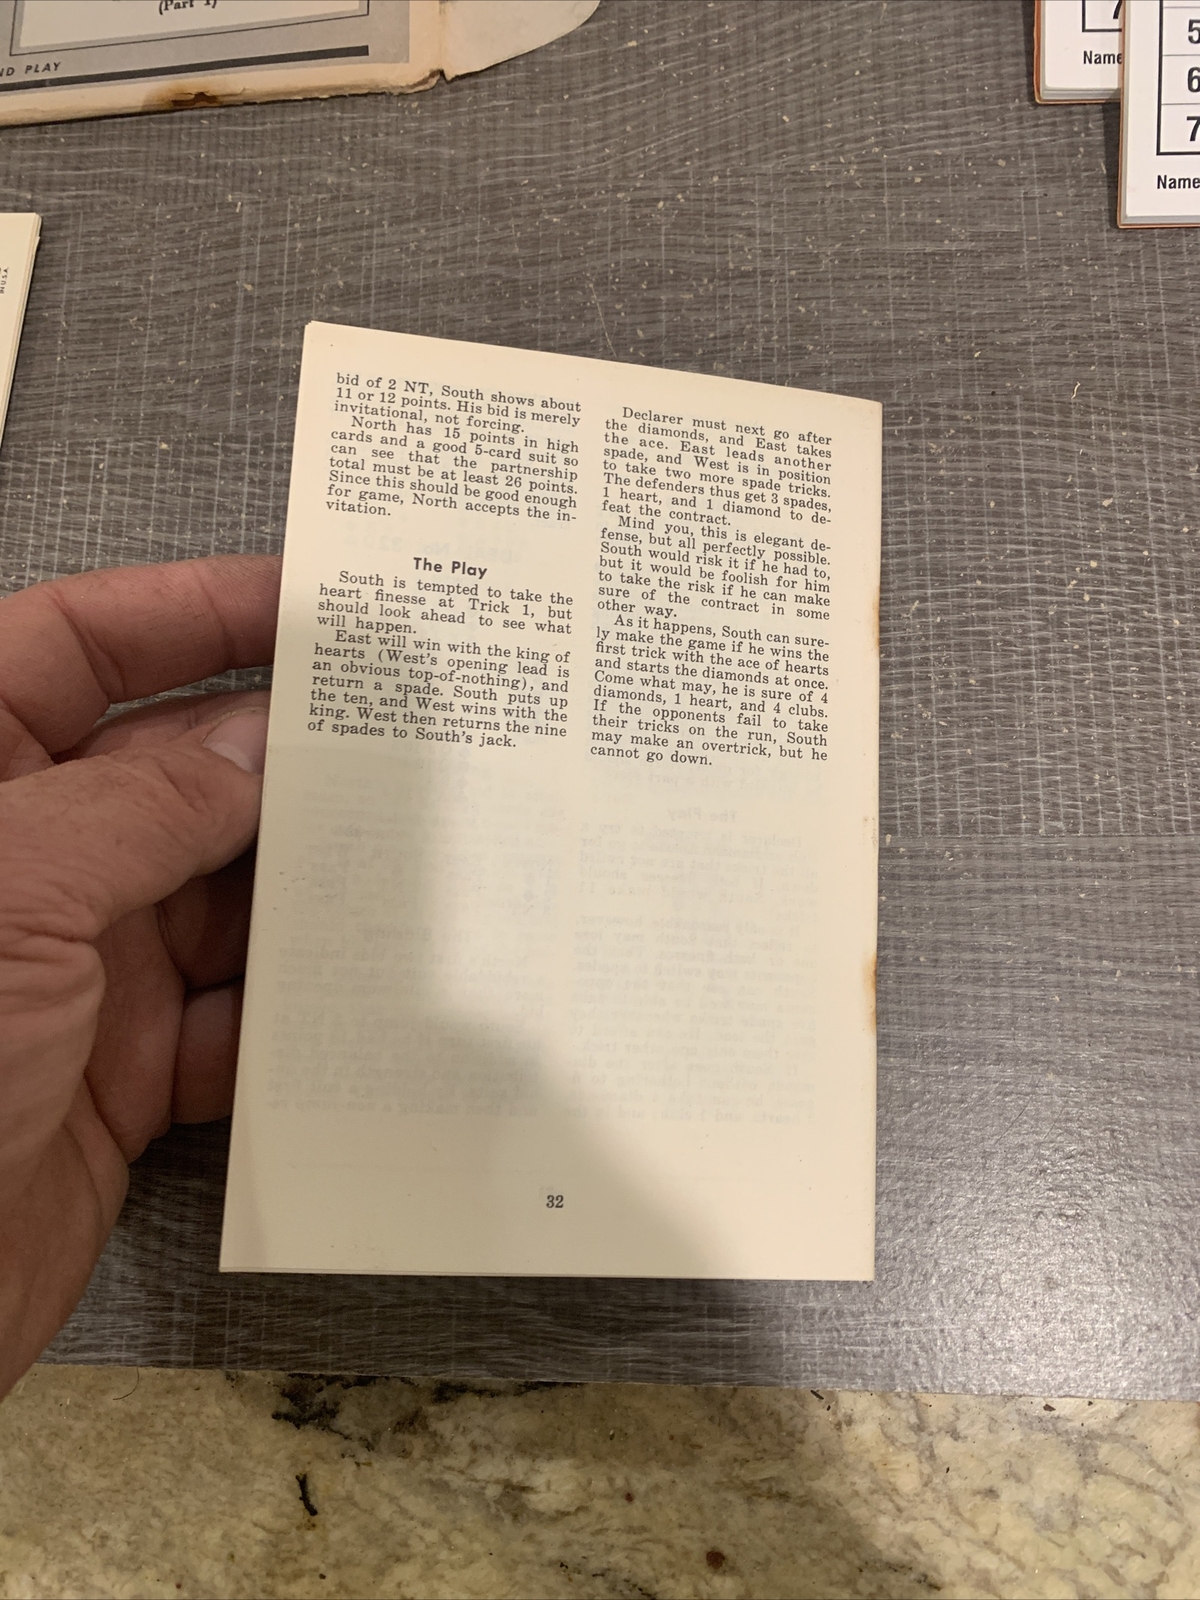 (Part 1)
ND PLAY
IN U.S.A.
7
Name
5
6
7
Name
bid of 2 NT, South shows about
11 or 12 points. His bid is merely
invitational, not forcing.
North has 15 points in high
cards and a good 5-card suit so
can see that the partnership
total must be at least 26 points.
Since this should be good enough
for game, North accepts the in-
vitation.
The Play
South is tempted to take the
heart finesse at Trick 1, but
should look ahead to see what
will happen.
East will win with the king of
hearts (West's opening lead is
an obvious top-of-nothing), and
return a spade. South puts up
the ten, and West wins with the
king. West then returns the nine
of spades to South's jack.
Declarer must next go after
the diamonds, and East takes
the ace. East leads another
spade, and West is in position
to take two more spade tricks.
The defenders thus get 3 spades,
1 heart, and 1 diamond to de-
feat the contract.
Mind you, this is elegant de-
fense, but all perfectly possible.
South would risk it if he had to,
but it would be foolish for him
to take the risk if he can make
sure of the contract in some
other way.
As it happens, South can sure-
ly make the game if he wins the
first trick with the ace of hearts
and starts the diamonds at once.
Come what may, he is sure of 4
diamonds, 1 heart, and 4 clubs.
If the opponents fail to take
their tricks on the run, South
may make an overtrick, but he
cannot go down.
32